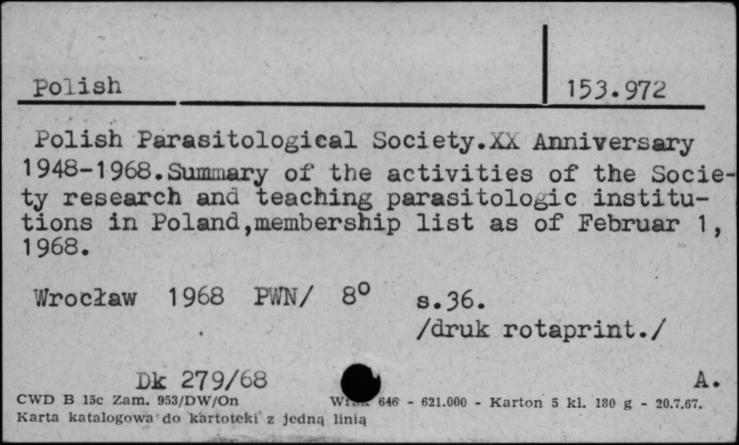 Polish 153.972
Polish Parasitological Society.XX Anniversary
1948-1968.Summary of the activities of the Socie-
ty research and teaching parasitologic institu-
tions in Poland,membership list as of Februar 1,
1968.
Wrocław 1968 PWN/ 8° s.36.
/druk rotaprint./
Dk 279/68 A.
CWD B 15c Zam. 953/DW/On 646 - 621.000 - Karton 5 kl. 180 g - 20.7.67.
Karta katalogowa do kartoteki z jedną linią